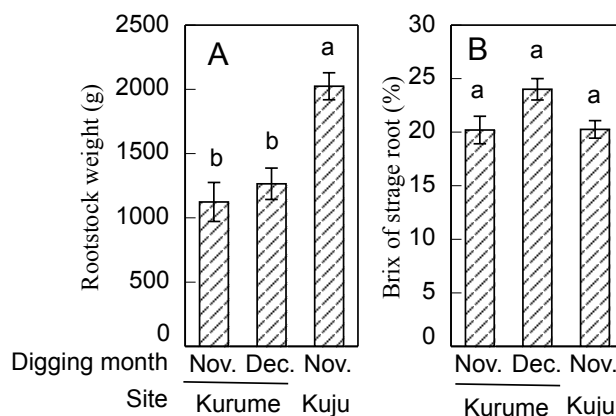 A
Rootstock weight (g)
2500
2000
1500
1000
500
0
b
b
a
B
Brix of strage root (%)
30
25
20
15
10
5
0
a
a
a
Digging month Nov. Dec. Nov. Nov. Dec. Nov.
Site Kurume Kuju Kurume Kuju